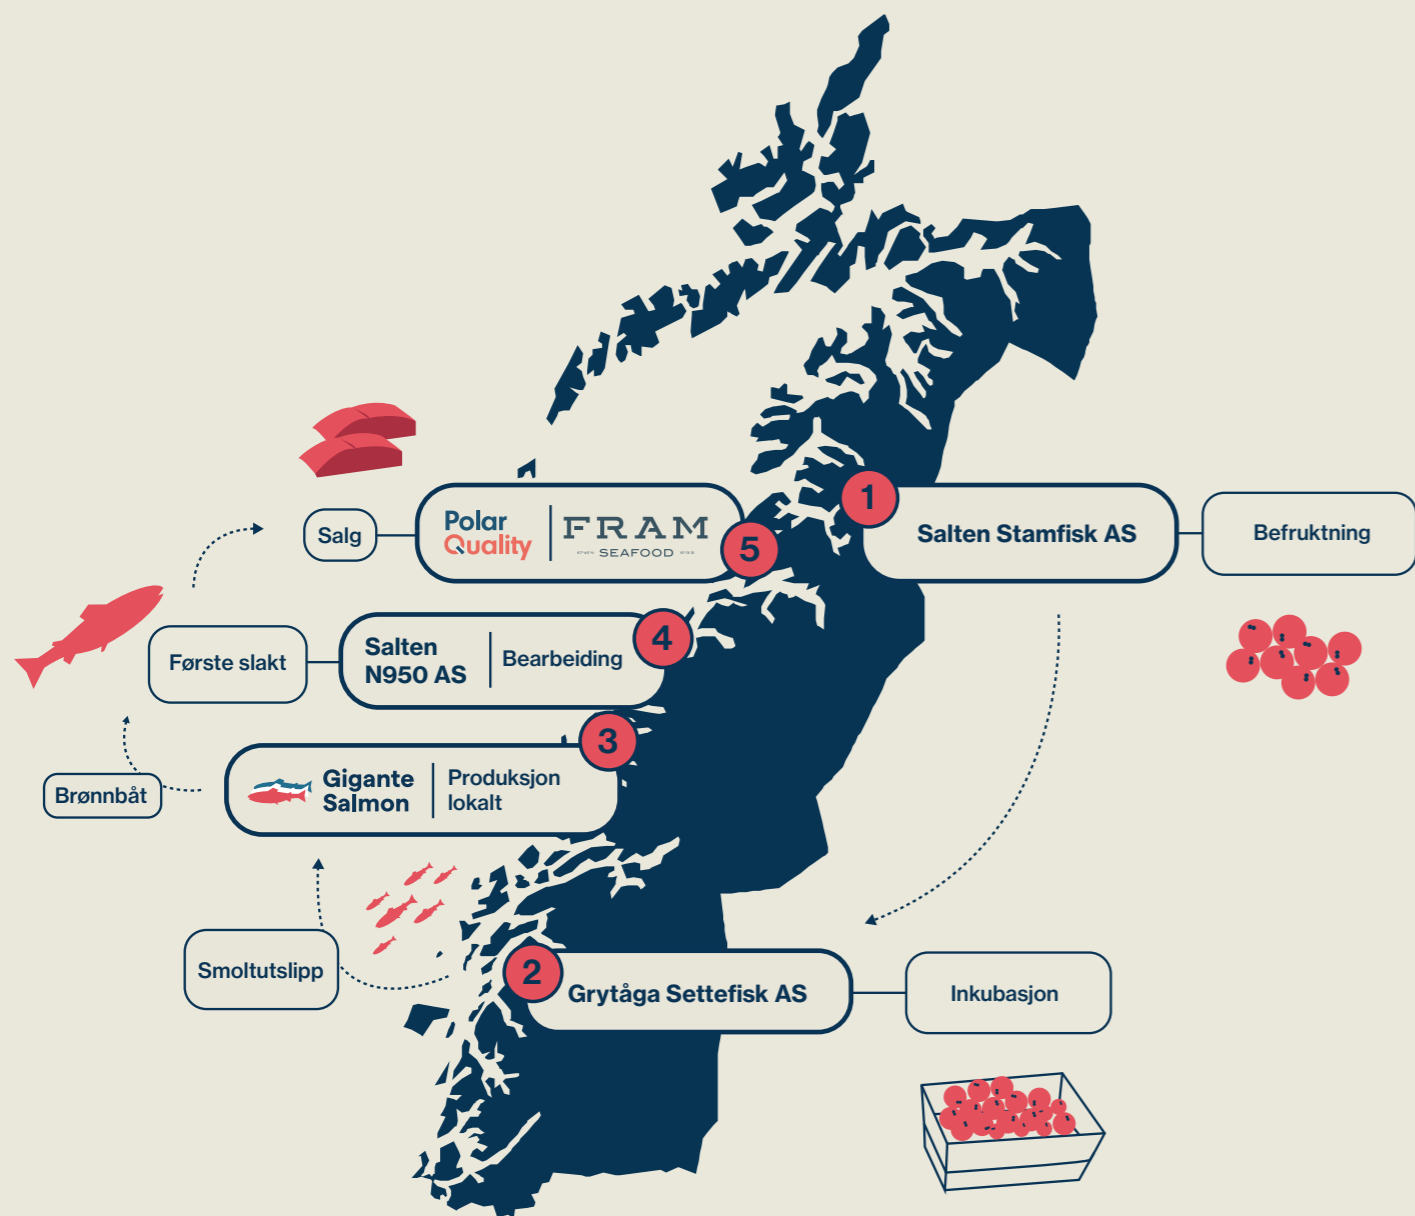 1
Salten Stamfisk AS
Befruktning
2
Grytåga Settefisk AS
Inkubasjon
Smoltutslipp
3
Gigante
Salmon
Produksjon
lokalt
Brønnbåt
4
Salten
N950 AS
Bearbeiding
Første slakt
5
Polar
Quality
FRAM
SEAFOOD
Salg